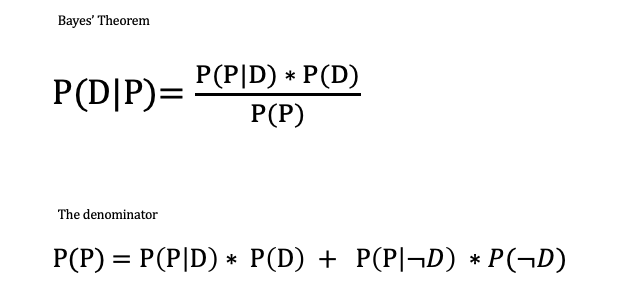 Bayes' Theorem
P(D|P)= P(P|D) * P(D)
P(P)
The denominator
P(P) = P(P|D) * P(D) + P(P|¬D) * P(¬D)